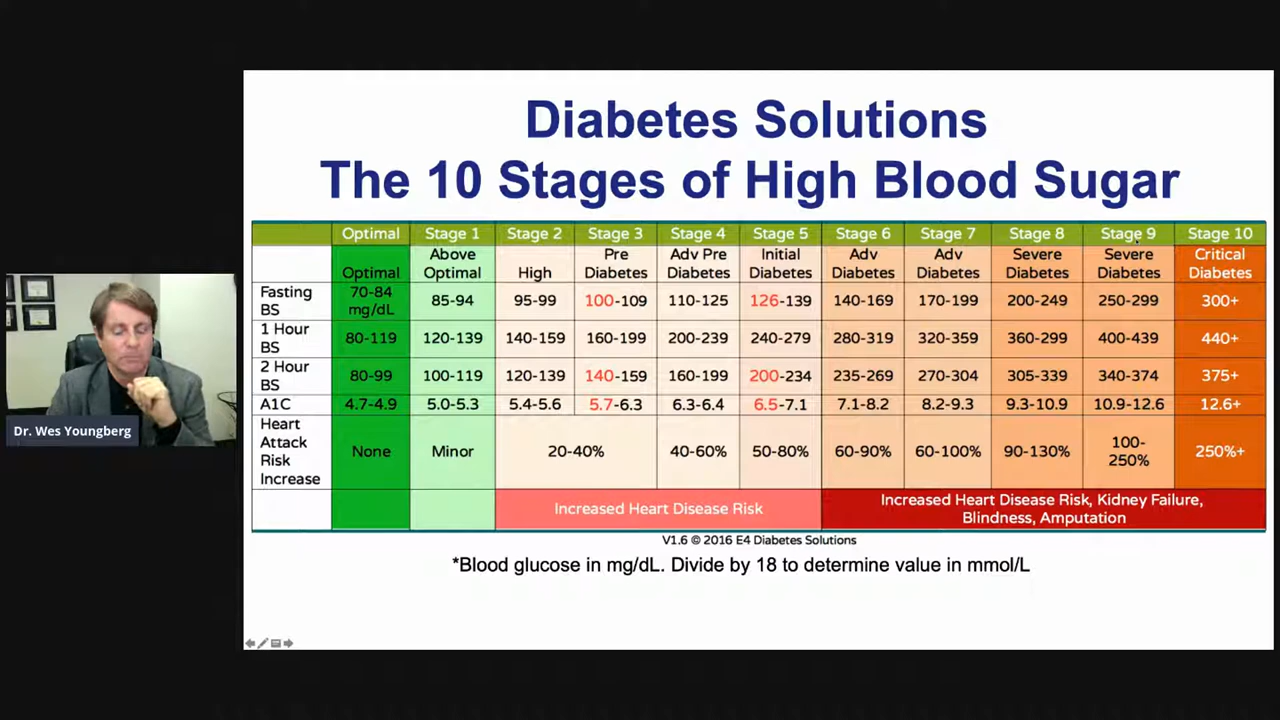 Diabetes Solutions
The 10 Stages of High Blood Sugar
Optimal Stage 1 Stage 2 Stage 3 Stage 4 Stage 5 Stage 6 Stage 7 Stage 8 Stage 9 Stage 10
Optimal Above Optimal High Pre Diabetes Adv Pre Diabetes Initial Diabetes Adv Diabetes Adv Diabetes Severe Diabetes Severe Diabetes Critical Diabetes
Fasting BS 70-84 mg/dL 85-94 95-99 100-109 110-125 126-139 140-169 170-199 200-249 250-299 300+
1 Hour BS 80-119 120-139 140-159 160-199 200-239 240-279 280-319 320-359 360-299 400-439 440+
2 Hour BS 80-99 100-119 120-139 140-159 160-199 200-234 235-269 270-304 305-339 340-374 375+
A1C 4.7-4.9 5.0-5.3 5.4-5.6 5.7-6.3 6.3-6.4 6.5-7.1 7.1-8.2 8.2-9.3 9.3-10.9 10.9-12.6 12.6+
Heart Attack Risk Increase None Minor 20-40% 40-60% 50-80% 60-90% 60-100% 90-130% 100-250% 250%+
Increased Heart Disease Risk
Increased Heart Disease Risk, Kidney Failure,
Blindness, Amputation
V1.6 © 2016 E4 Diabetes Solutions
*Blood glucose in mg/dL. Divide by 18 to determine value in mmol/L
Dr. Wes Youngberg